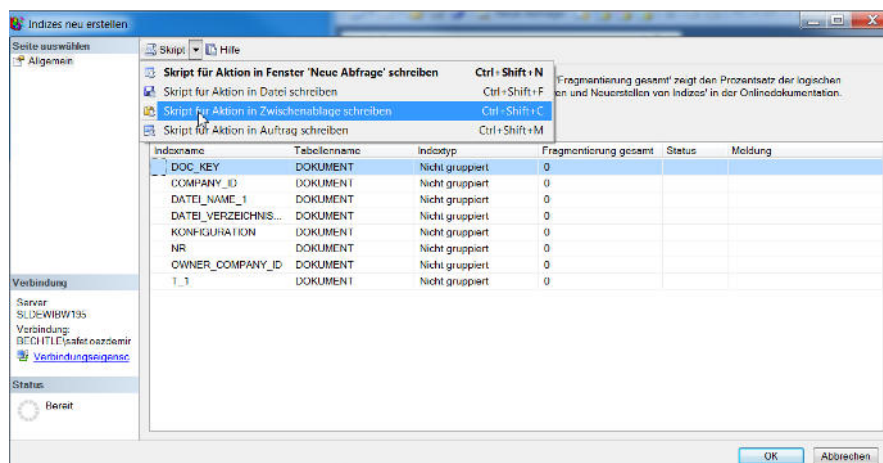 Indizes neu erstellen
Seite auswählen
Allgemein
Skript
Hilfe
Skript für Aktion in Fenster 'Neue Abfrage' schreiben Ctrl+Shift+N
Skript für Aktion in Datei schreiben Ctrl+Shift+F
Skript für Aktion in Zwischenablage schreiben Ctrl+Shift+C
Skript für Aktion in Auftrag schreiben Ctrl+Shift+M
'Fragmentierung gesamt' zeigt den Prozentsatz der logischen
en und Neuerstellen von Indizes' in der Onlinedokumentation.
Indexname Tabellenname Indextyp Fragmentierung gesamt Status Meldung
DOC_KEY DOKUMENT Nicht gruppiert 0
COMPANY_ID DOKUMENT Nicht gruppiert 0
DATEI_NAME_1 DOKUMENT Nicht gruppiert 0
DATEI_VERZEICHNIS... DOKUMENT Nicht gruppiert 0
KONFIGURATION DOKUMENT Nicht gruppiert 0
NR DOKUMENT Nicht gruppiert 0
OWNER_COMPANY_ID DOKUMENT Nicht gruppiert 0
T_1 DOKUMENT Nicht gruppiert 0
Verbindung
Server:
SLDEWIBW195
Verbindung:
BECHTLE\safet.oezdemir
Verbindungseigensc
Status
Bereit
OK
Abbrechen